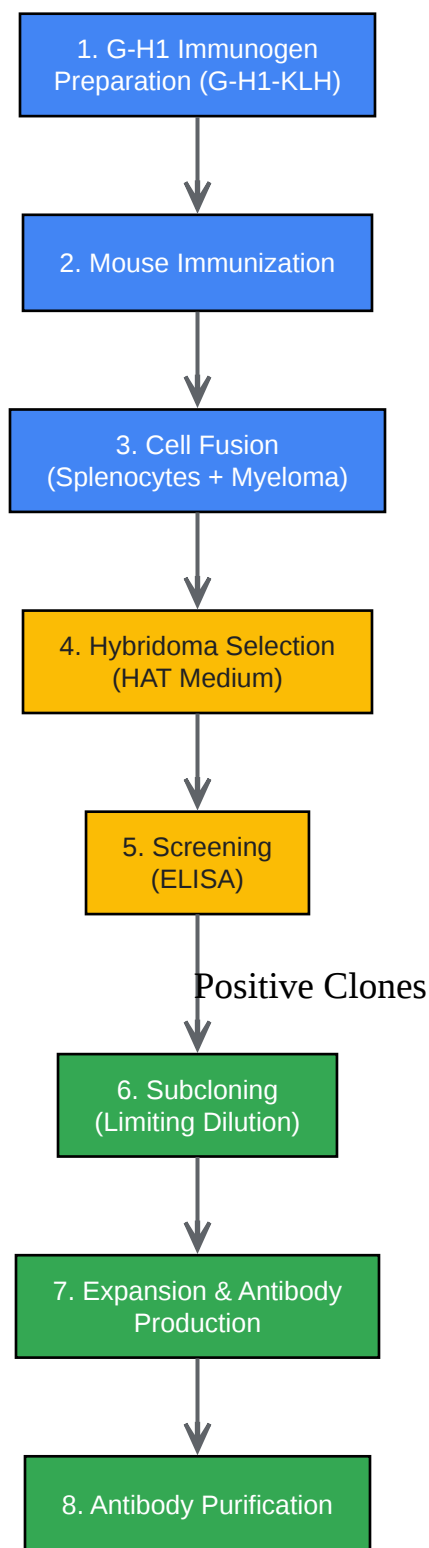 1. G-H1 Immunogen
Preparation (G-H1-KLH)
2. Mouse Immunization
3. Cell Fusion
(Splenocytes + Myeloma)
4. Hybridoma Selection
(HAT Medium)
5. Screening
(ELISA)
Positive Clones
6. Subcloning
(Limiting Dilution)
7. Expansion & Antibody
Production
8. Antibody Purification